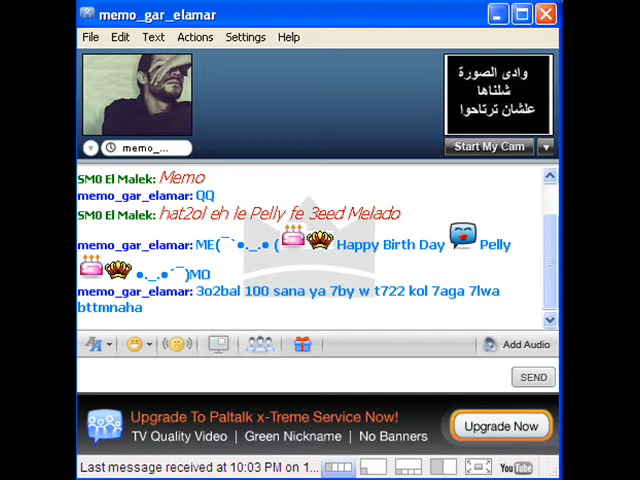 memo_gar_elamar
File Edit Text Actions Settings Help
وادى الصورة
شلناها
علشان ترتاحوا
memo_...
Start My Cam
SM0 El Malek: Memo
memo_gar_elamar: QQ
SM0 El Malek: hat2ol eh le Pelly fe 3eed Melado
memo_gar_elamar: ME(¯`●._.● ( Happy Birth Day Pelly
●._.●´¯)MO
memo_gar_elamar: 3o2bal 100 sana ya 7by w t722 kol 7aga 7lwa
bttmnaha
Add Audio
SEND
Upgrade To Paltalk x-Treme Service Now!
TV Quality Video | Green Nickname | No Banners
Upgrade Now
Last message received at 10:03 PM on 1...
YouTube